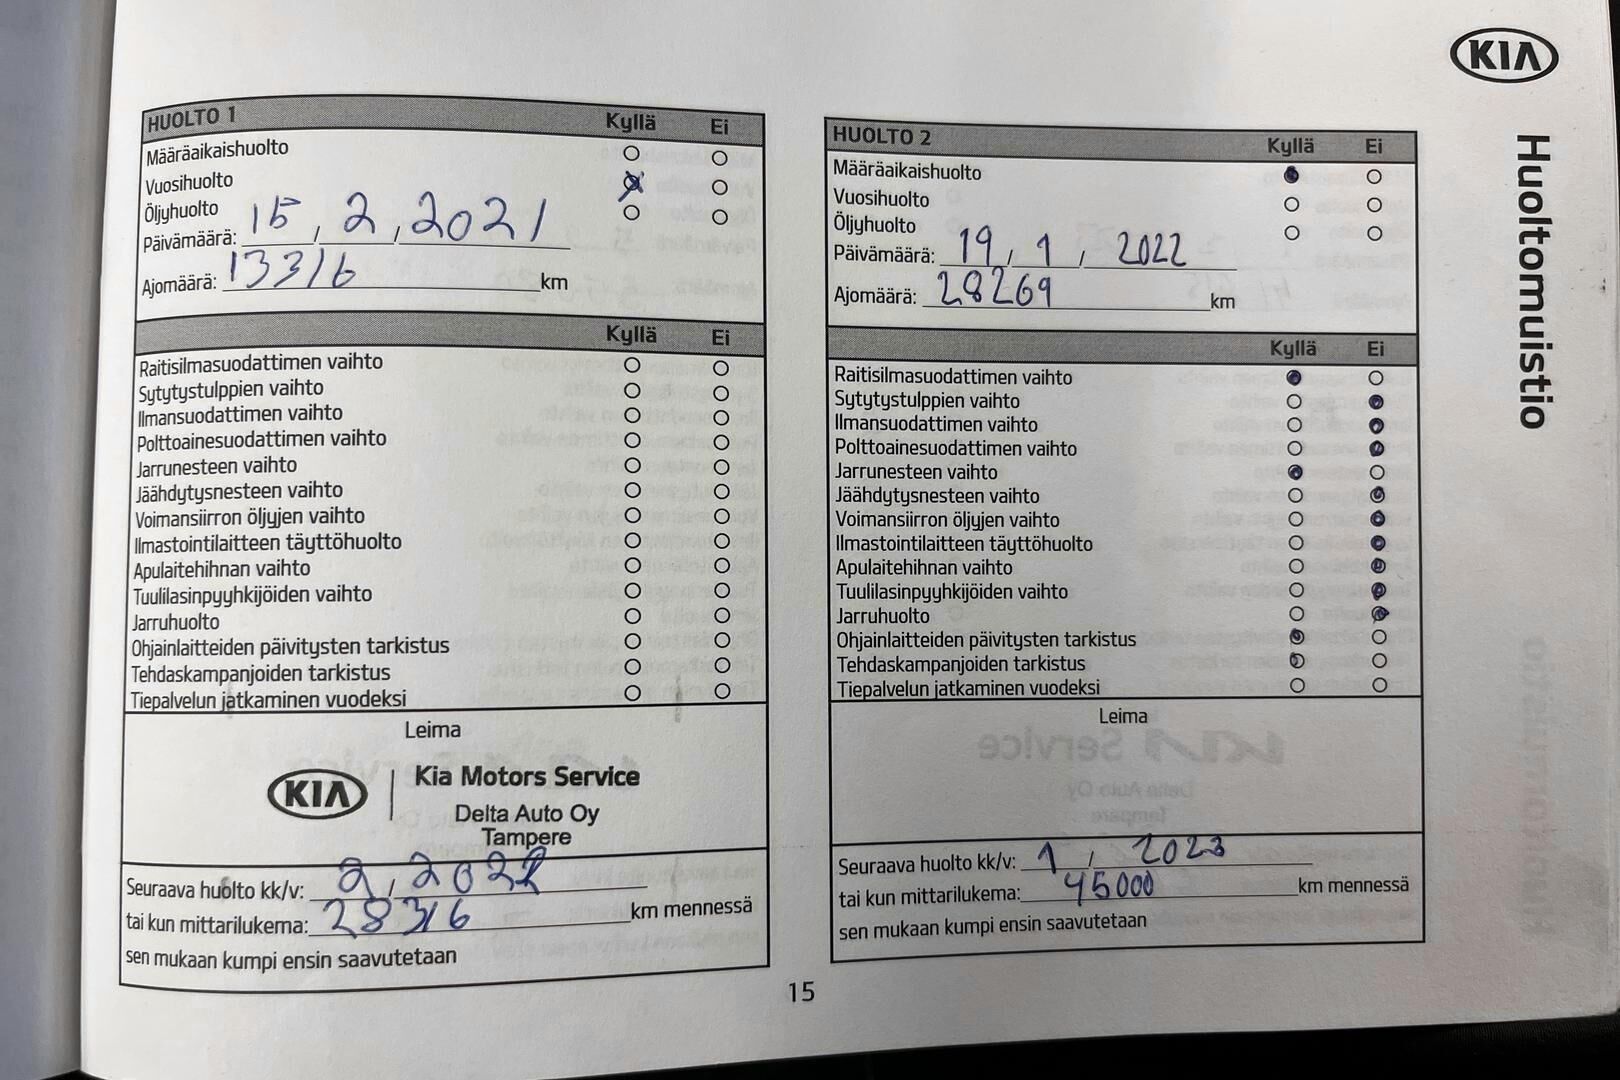 KIA
Huoltomuistio
HUOLTO 1 Kyllä Ei
Määräaikaishuolto
Vuosihuolto
Öljyhuolto
Päivämäärä: 15, 2, 2021
Ajomäärä: 13316 km
Kyllä Ei
Raitisilmasuodattimen vaihto
Sytytystulppien vaihto
Ilmansuodattimen vaihto
Polttoainesuodattimen vaihto
Jarrunesteen vaihto
Jäähdytysnesteen vaihto
Voimansiirron öljyjen vaihto
Ilmastointilaitteen täyttöhuolto
Apulaitehihnan vaihto
Tuulilasinpyyhkijöiden vaihto
Jarruhuolto
Ohjainlaitteiden päivitysten tarkistus
Tehdaskampanjoiden tarkistus
Tiepalvelun jatkaminen vuodeksi
Leima
KIA Kia Motors Service
Delta Auto Oy
Tampere
Seuraava huolto kk/v: 2, 2022
tai kun mittarilukema: 28316 km mennessä
sen mukaan kumpi ensin saavutetaan
HUOLTO 2 Kyllä Ei
Määräaikaishuolto
Vuosihuolto
Öljyhuolto
Päivämäärä: 19, 1, 2022
Ajomäärä: 28269 km
Kyllä Ei
Raitisilmasuodattimen vaihto
Sytytystulppien vaihto
Ilmansuodattimen vaihto
Polttoainesuodattimen vaihto
Jarrunesteen vaihto
Jäähdytysnesteen vaihto
Voimansiirron öljyjen vaihto
Ilmastointilaitteen täyttöhuolto
Apulaitehihnan vaihto
Tuulilasinpyyhkijöiden vaihto
Jarruhuolto
Ohjainlaitteiden päivitysten tarkistus
Tehdaskampanjoiden tarkistus
Tiepalvelun jatkaminen vuodeksi
Leima
Seuraava huolto kk/v: 1, 2023
tai kun mittarilukema: 45000 km mennessä
sen mukaan kumpi ensin saavutetaan
15